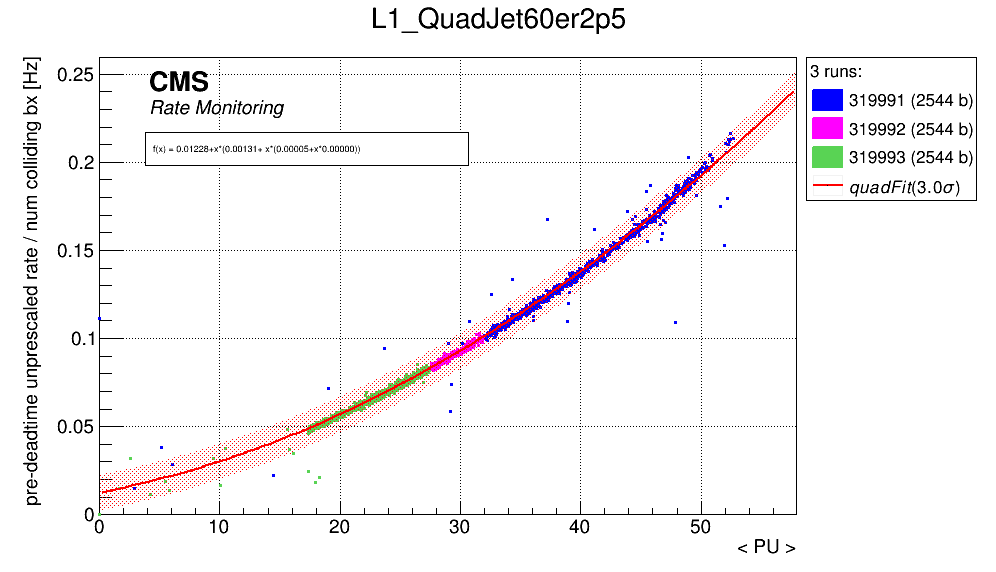 L1_QuadJet60er2p5
pre-deadtime unprescaled rate / num colliding bx [Hz]
0.25
0.2
0.15
0.1
0.05
0
CMS
Rate Monitoring
f(x) = 0.01228+x*(0.00131+ x*(0.00005+x*0.00000))
0 10 20 30 40 50
< PU >
3 runs:
319991 (2544 b)
319992 (2544 b)
319993 (2544 b)
quadFit(3.0σ)